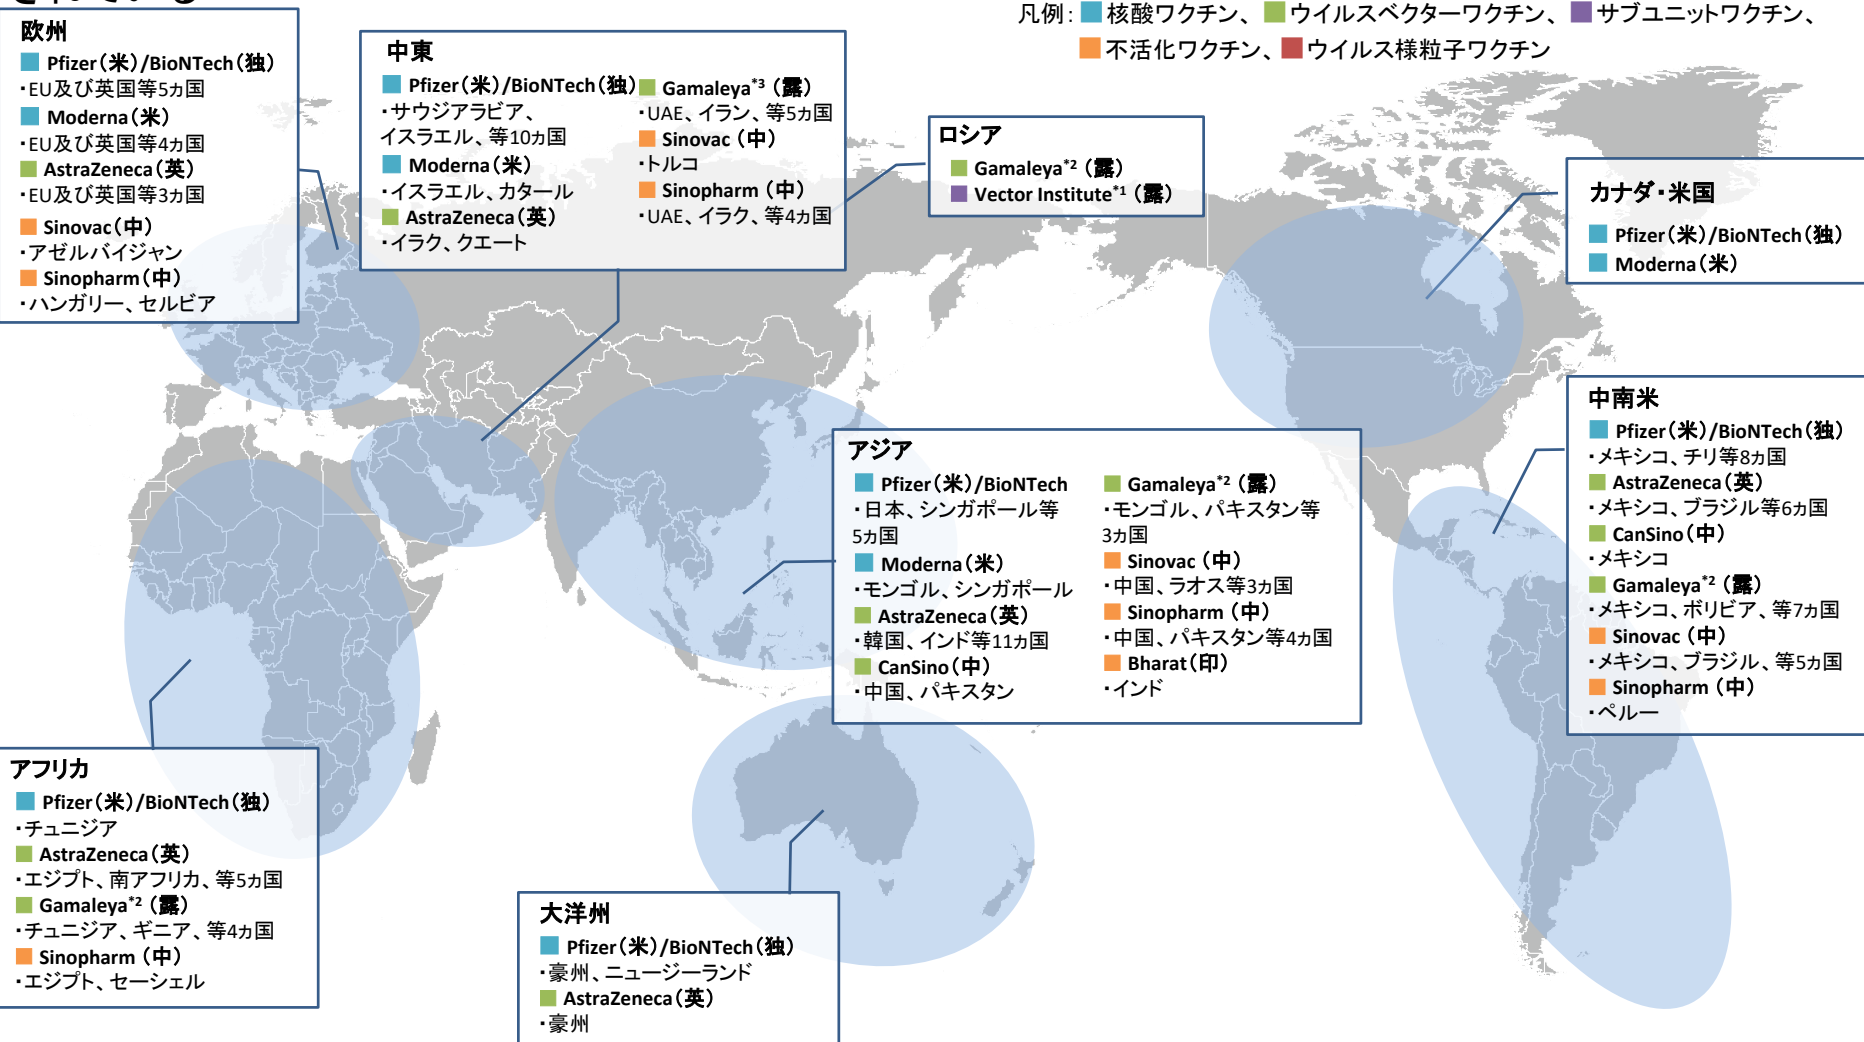 されている
凡例: 核酸ワクチン、 ウイルスベクターワクチン、 サブユニットワクチン、
不活化ワクチン、 ウイルス様粒子ワクチン
欧州
Pfizer(米)/BioNTech(独)
・EU及び英国等5ヵ国
Moderna(米)
・EU及び英国等4カ国
AstraZeneca(英)
・EU及び英国等3カ国
Sinovac(中)
・アゼルバイジャン
Sinopharm(中)
・ハンガリー、セルビア
中東
Pfizer(米)/BioNTech(独)
・サウジアラビア、
イスラエル、等10カ国
Moderna(米)
・イスラエル、カタール
AstraZeneca(英)
・イラク、クエート
Gamaleya*3 (露)
・UAE、イラン、等5カ国
Sinovac (中)
・トルコ
Sinopharm (中)
・UAE、イラク、等4カ国
ロシア
Gamaleya*2 (露)
Vector Institute*1 (露)
カナダ・米国
Pfizer(米)/BioNTech(独)
Moderna(米)
中南米
Pfizer(米)/BioNTech(独)
・メキシコ、チリ等8ヵ国
AstraZeneca(英)
・メキシコ、ブラジル等6カ国
CanSino(中)
・メキシコ
Gamaleya*2 (露)
・メキシコ、ボリビア、等7ヵ国
Sinovac (中)
・メキシコ、ブラジル、等5ヵ国
Sinopharm (中)
・ペルー
アジア
Pfizer(米)/BioNTech
・日本、シンガポール等
5ヵ国
Moderna(米)
・モンゴル、シンガポール
AstraZeneca(英)
・韓国、インド等11ヵ国
CanSino(中)
・中国、パキスタン
Gamaleya*2 (露)
・モンゴル、パキスタン等
3ヵ国
Sinovac (中)
・中国、ラオス等3ヵ国
Sinopharm (中)
・中国、パキスタン等4カ国
Bharat(印)
・インド
アフリカ
Pfizer(米)/BioNTech(独)
・チュニジア
AstraZeneca(英)
・エジプト、南アフリカ、等5ヵ国
Gamaleya*2 (露)
・チュニジア、ギニア、等4ヵ国
Sinopharm (中)
・エジプト、セーシェル
大洋州
Pfizer(米)/BioNTech(独)
・豪州、ニュージーランド
AstraZeneca(英)
・豪州